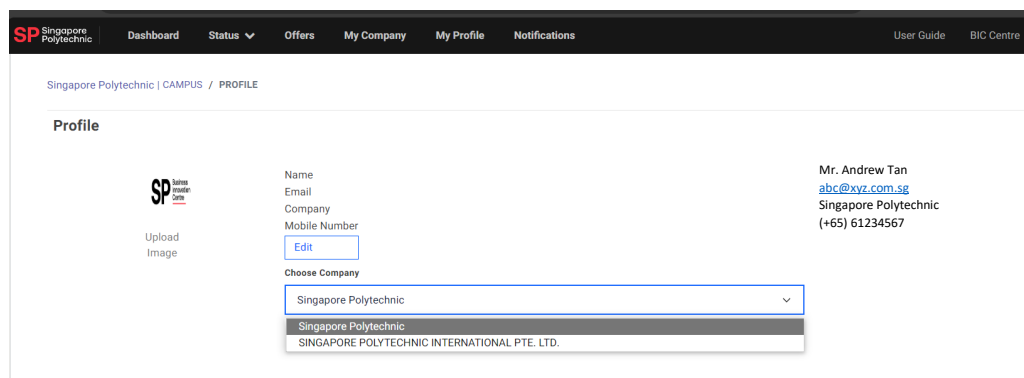 SP Singapore Polytechnic
Dashboard Status Offers My Company My Profile Notifications User Guide BIC Centre
Singapore Polytechnic | CAMPUS / PROFILE
Profile
SP Business Innovation Centre
Upload
Image
Name
Email
Company
Mobile Number
Edit
Mr. Andrew Tan
abc@xyz.com.sg
Singapore Polytechnic
(+65) 61234567
Choose Company
Singapore Polytechnic
Singapore Polytechnic
SINGAPORE POLYTECHNIC INTERNATIONAL PTE. LTD.